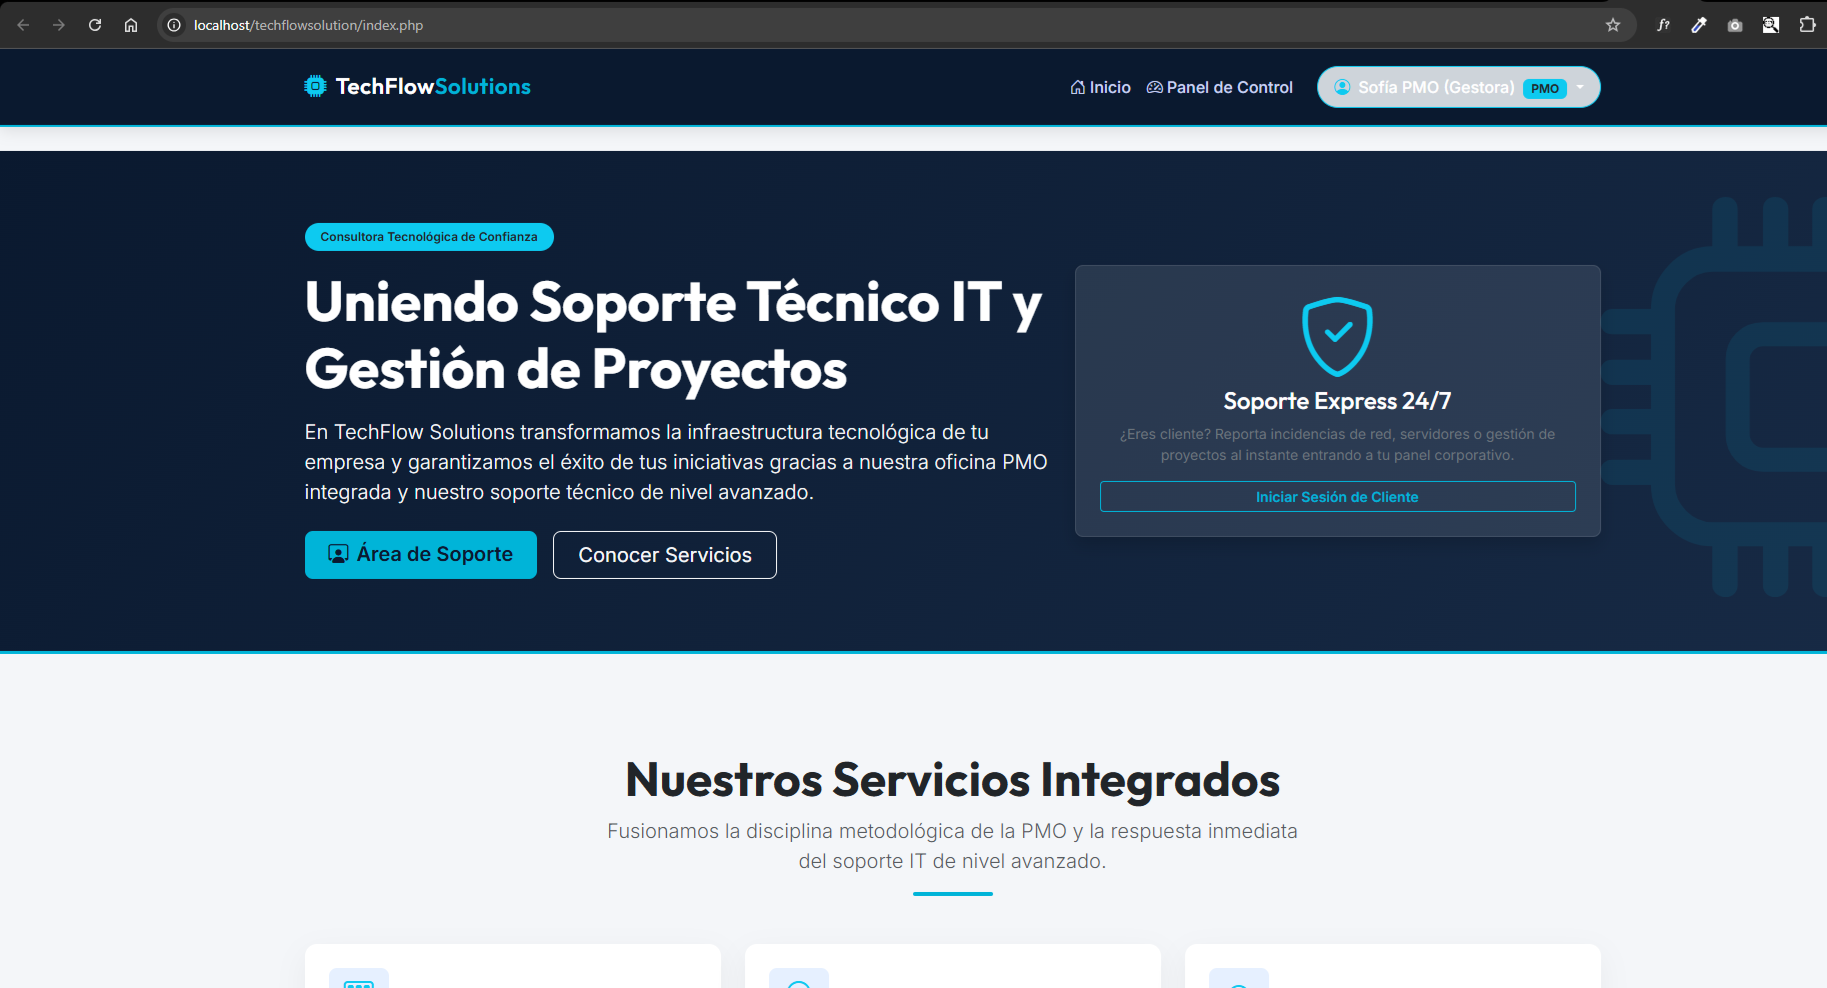 localhost/techflowsolution/index.php
f?
TechFlowSolutions
Inicio
Panel de Control
Sofía PMO (Gestora) PMO
Consultora Tecnológica de Confianza
Uniendo Soporte Técnico IT y
Gestión de Proyectos
En TechFlow Solutions transformamos la infraestructura tecnológica de tu
empresa y garantizamos el éxito de tus iniciativas gracias a nuestra oficina PMO
integrada y nuestro soporte técnico de nivel avanzado.
Área de Soporte
Conocer Servicios
Soporte Express 24/7
¿Eres cliente? Reporta incidencias de red, servidores o gestión de
proyectos al instante entrando a tu panel corporativo.
Iniciar Sesión de Cliente
Nuestros Servicios Integrados
Fusionamos la disciplina metodológica de la PMO y la respuesta inmediata
del soporte IT de nivel avanzado.